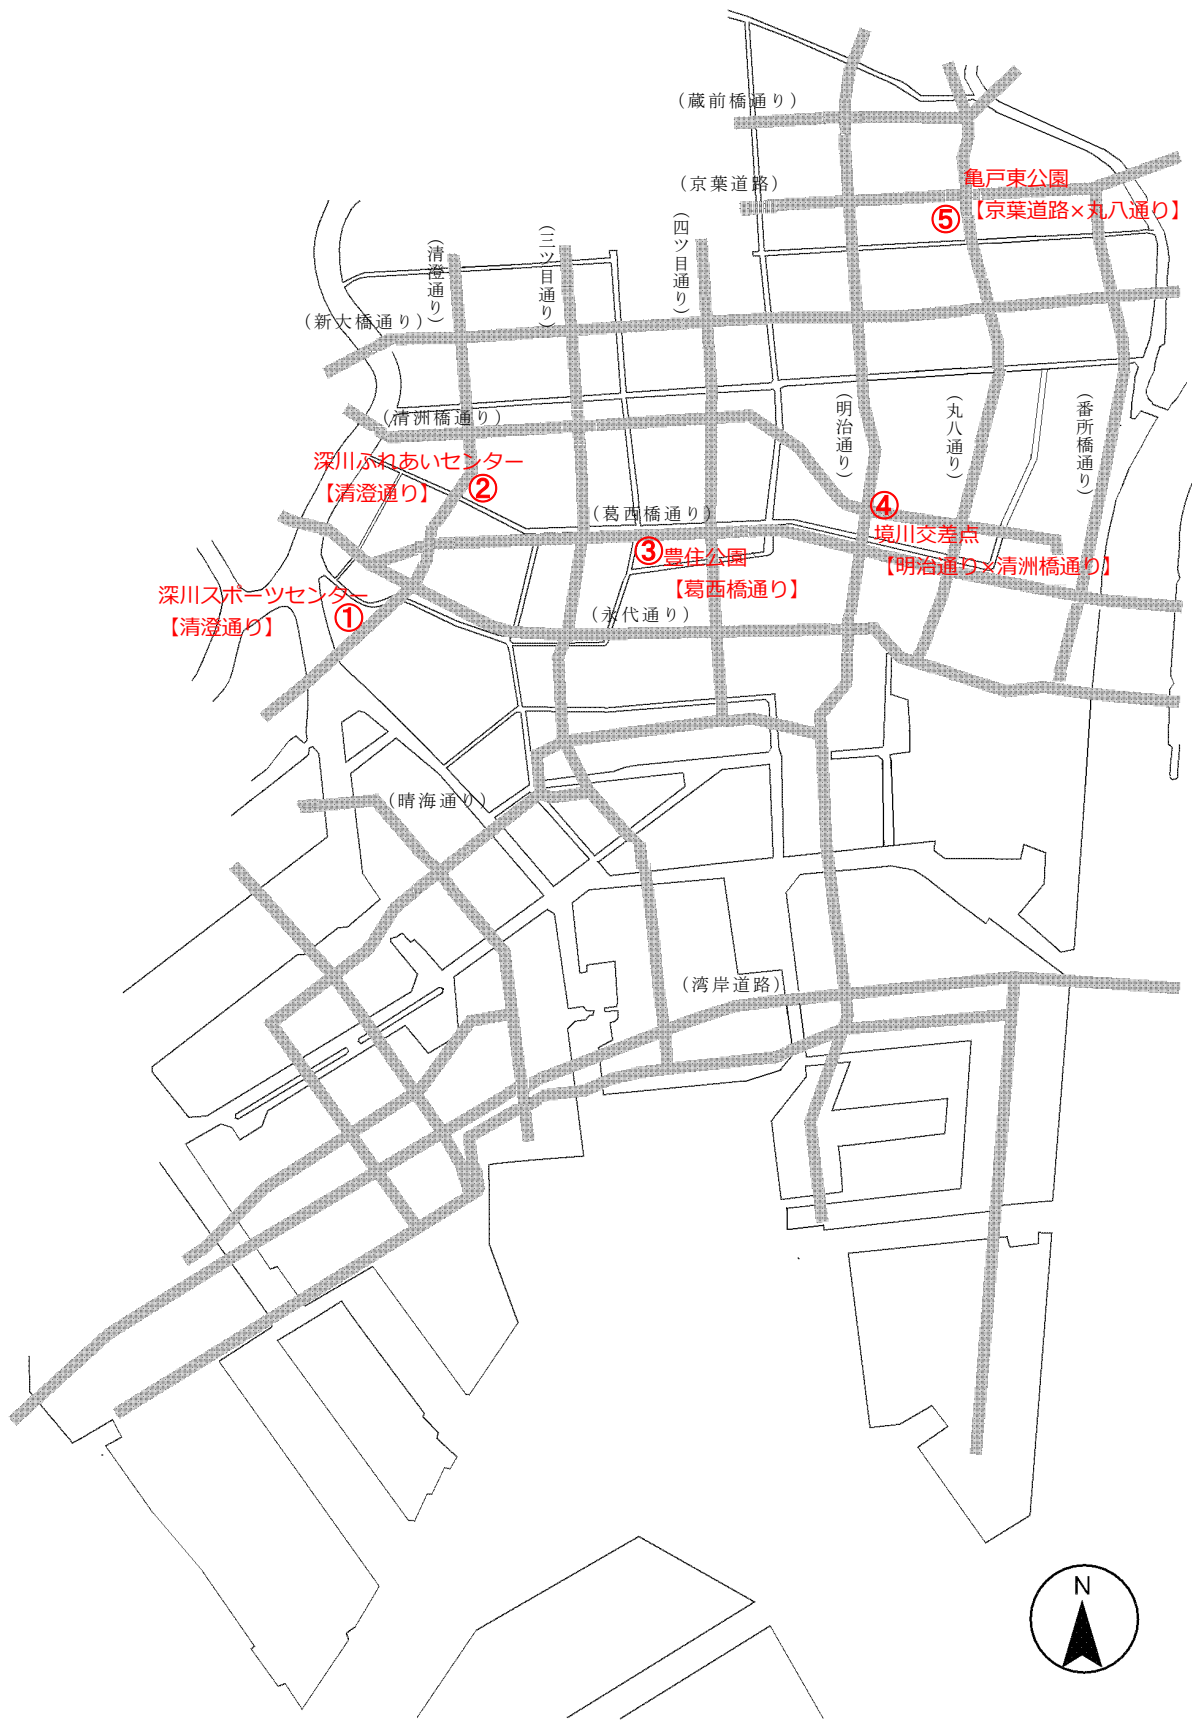 (蔵前橋通り)
(京葉道路)
亀戸東公園
⑤【京葉道路×丸八通り】
(四ツ目通り)
(三ツ目通り)
(清澄通り)
(新大橋通り)
(清洲橋通り)
(明治通り)
(丸八通り)
(番所橋通り)
深川ふれあいセンター
【清澄通り】②
(葛西橋通り)
④
境川交差点
【明治通り×清洲橋通り】
③豊住公園
【葛西橋通り】
深川スポーツセンター
【清澄通り】①
(永代通り)
(晴海通り)
(湾岸道路)
N